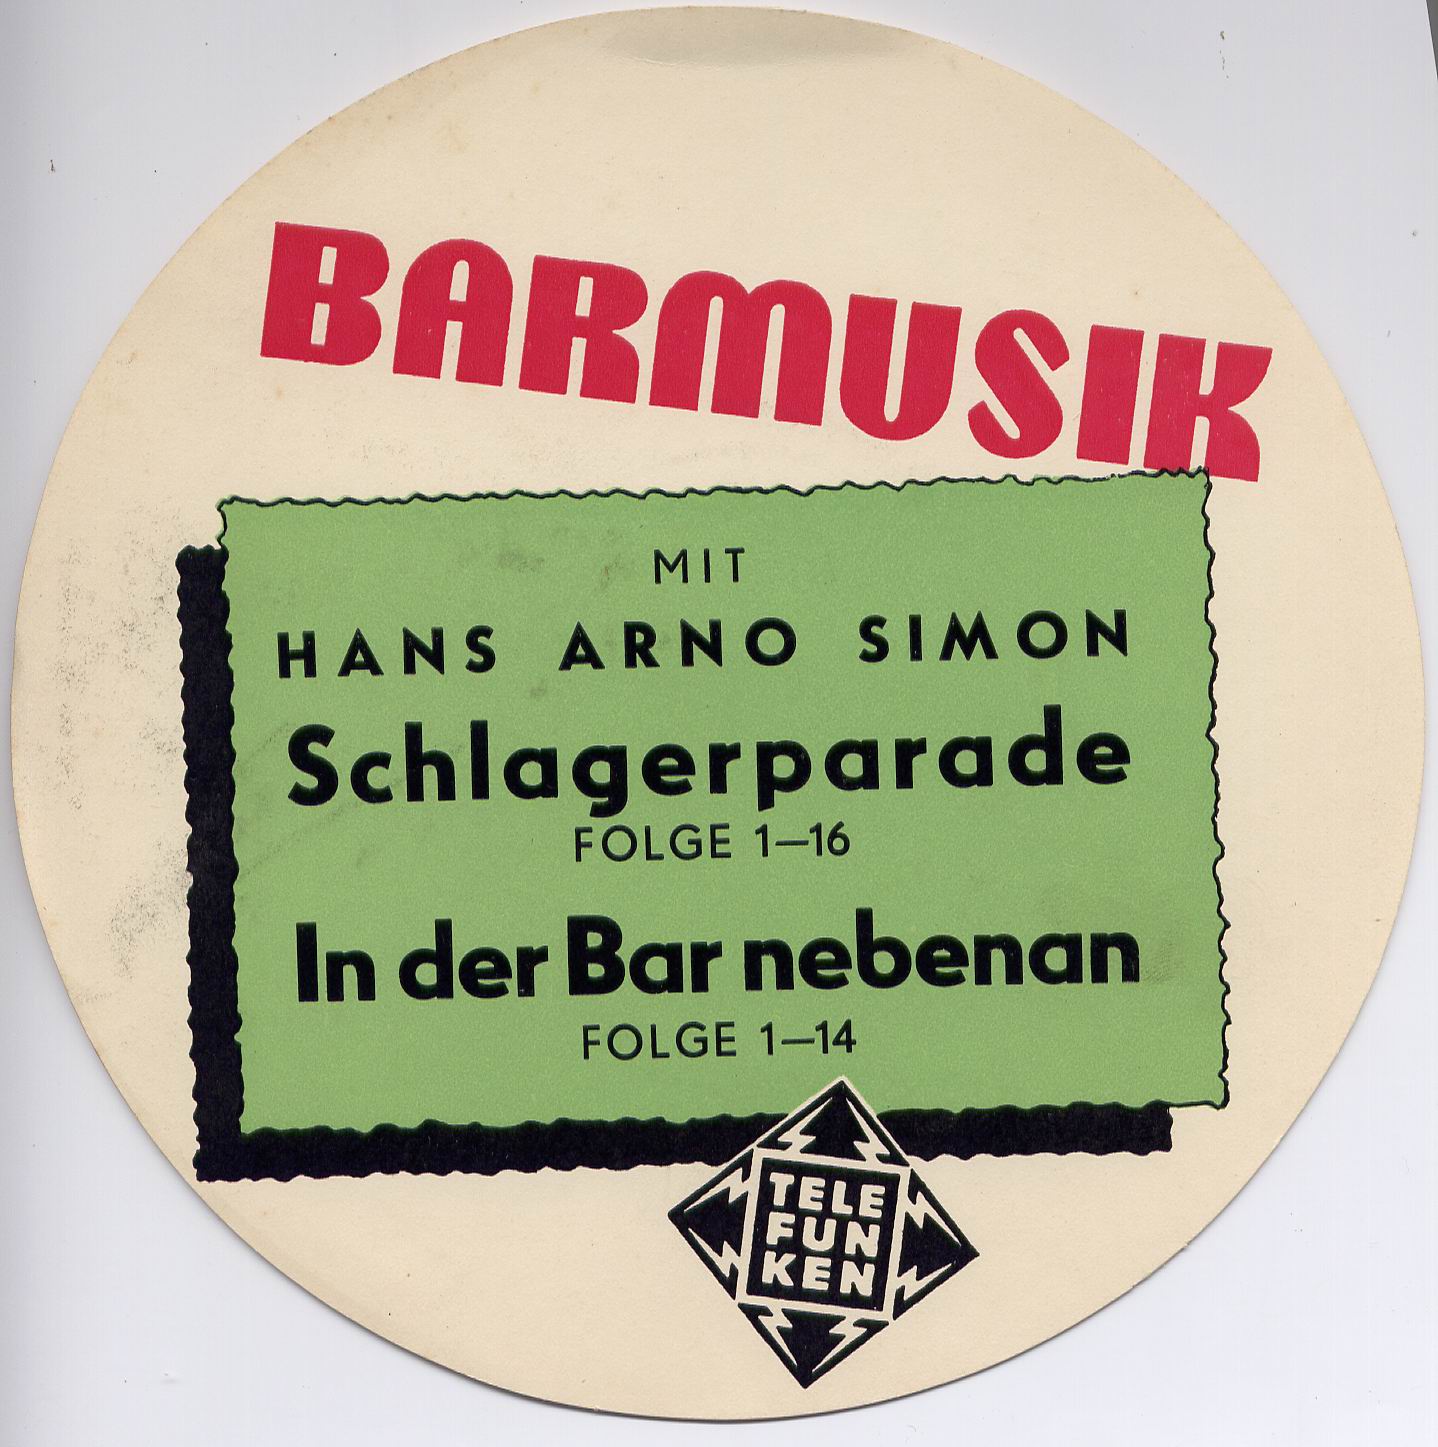 BARMUSIK
MIT
HANS ARNO SIMON
Schlagerparade
FOLGE 1—16
In der Bar nebenan
FOLGE 1—14
TELE
FUN
KEN